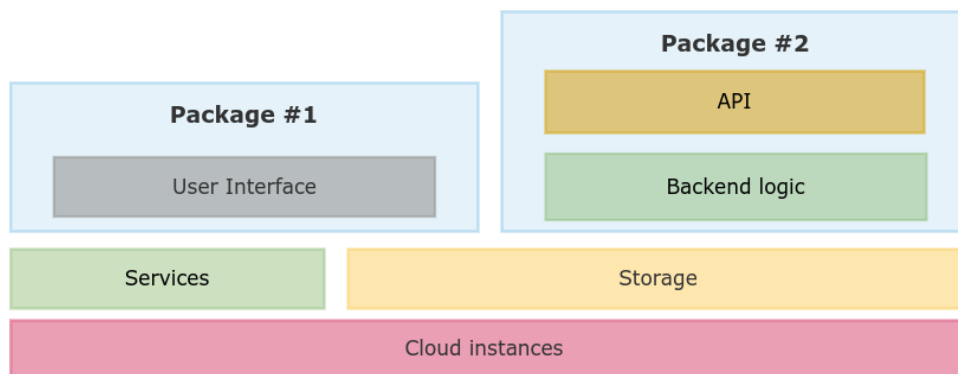 Package #1
User Interface
Package #2
API
Backend logic
Services
Storage
Cloud instances